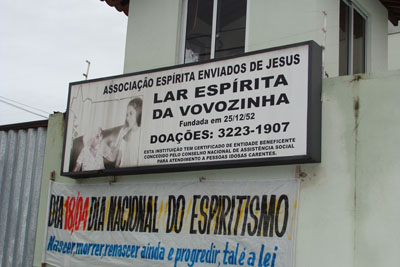 ASSOCIAÇÃO ESPÍRITA ENVIADOS DE JESUS
LAR ESPÍRITA
DA VOVOZINHA
Fundada em 25/12/52
DOAÇÕES: 3223-1907
ESTA INSTITUIÇÃO TEM CERTIFICADO DE ENTIDADE BENEFICENTE
CONCEDIDO PELO CONSELHO NACIONAL DE ASSISTÊNCIA SOCIAL
PARA ATENDIMENTO A PESSOAS IDOSAS CARENTES.
DIA 18/04 DIA NACIONAL DO ESPIRITISMO
Nascer, morrer, renascer ainda e progredir, tal é a lei